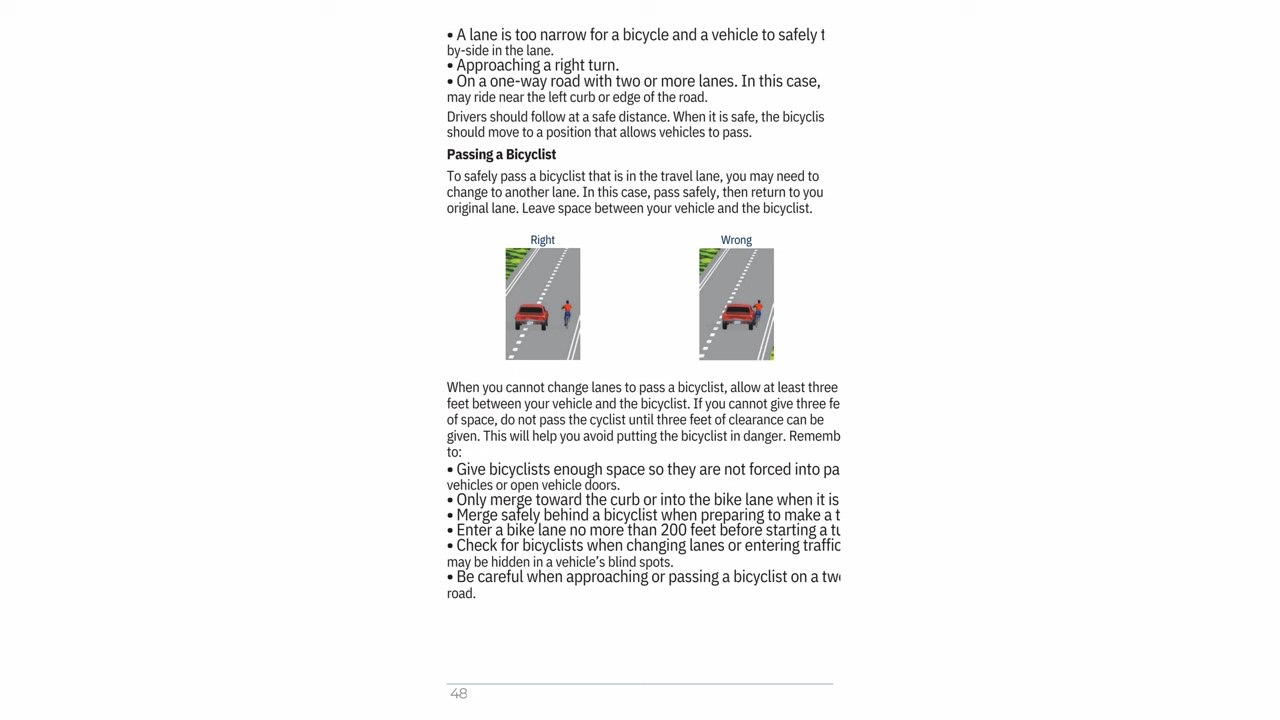 • A lane is too narrow for a bicycle and a vehicle to safely t
by-side in the lane.
• Approaching a right turn.
• On a one-way road with two or more lanes. In this case,
may ride near the left curb or edge of the road.
Drivers should follow at a safe distance. When it is safe, the bicyclis
should move to a position that allows vehicles to pass.
Passing a Bicyclist
To safely pass a bicyclist that is in the travel lane, you may need to
change to another lane. In this case, pass safely, then return to you
original lane. Leave space between your vehicle and the bicyclist.
Right
Wrong
When you cannot change lanes to pass a bicyclist, allow at least three
feet between your vehicle and the bicyclist. If you cannot give three fe
of space, do not pass the cyclist until three feet of clearance can be
given. This will help you avoid putting the bicyclist in danger. Rememb
to:
• Give bicyclists enough space so they are not forced into pa
vehicles or open vehicle doors.
• Only merge toward the curb or into the bike lane when it is
• Merge safely behind a bicyclist when preparing to make a t
• Enter a bike lane no more than 200 feet before starting a tu
• Check for bicyclists when changing lanes or entering traffic
may be hidden in a vehicle's blind spots.
• Be careful when approaching or passing a bicyclist on a tw
road.
48